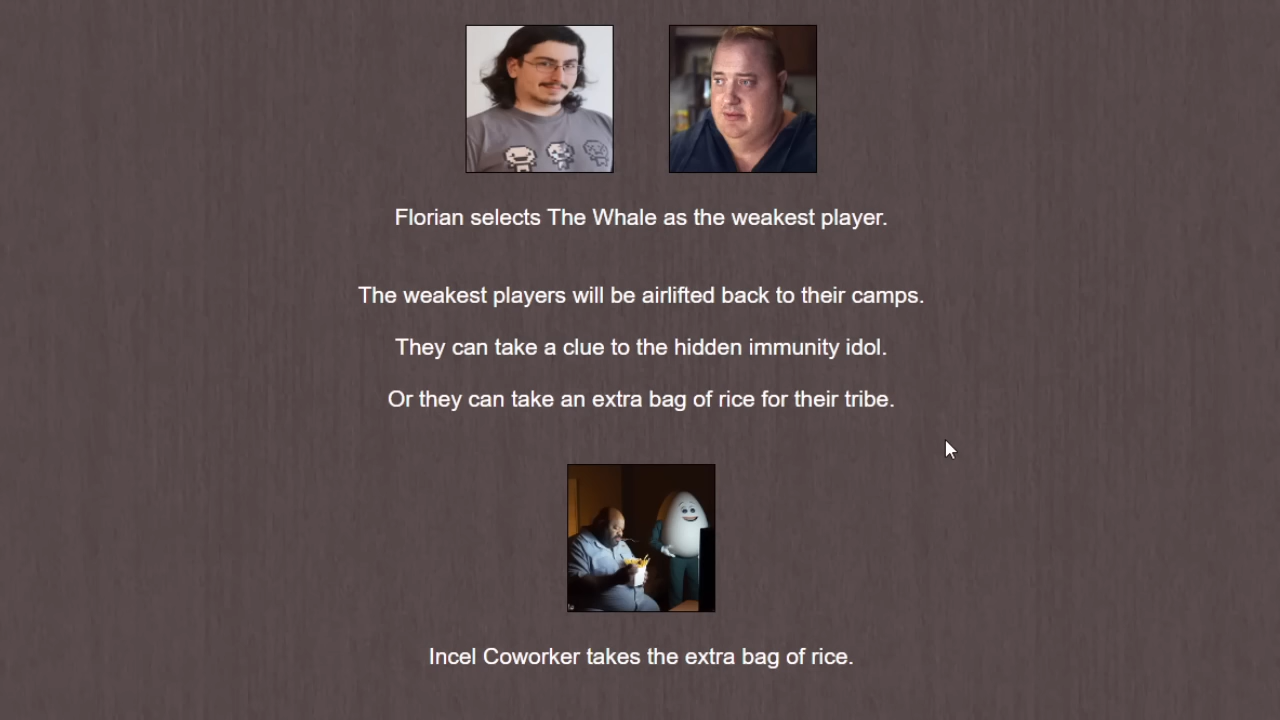 Florian selects The Whale as the weakest player.
The weakest players will be airlifted back to their camps.
They can take a clue to the hidden immunity idol.
Or they can take an extra bag of rice for their tribe.
Incel Coworker takes the extra bag of rice.